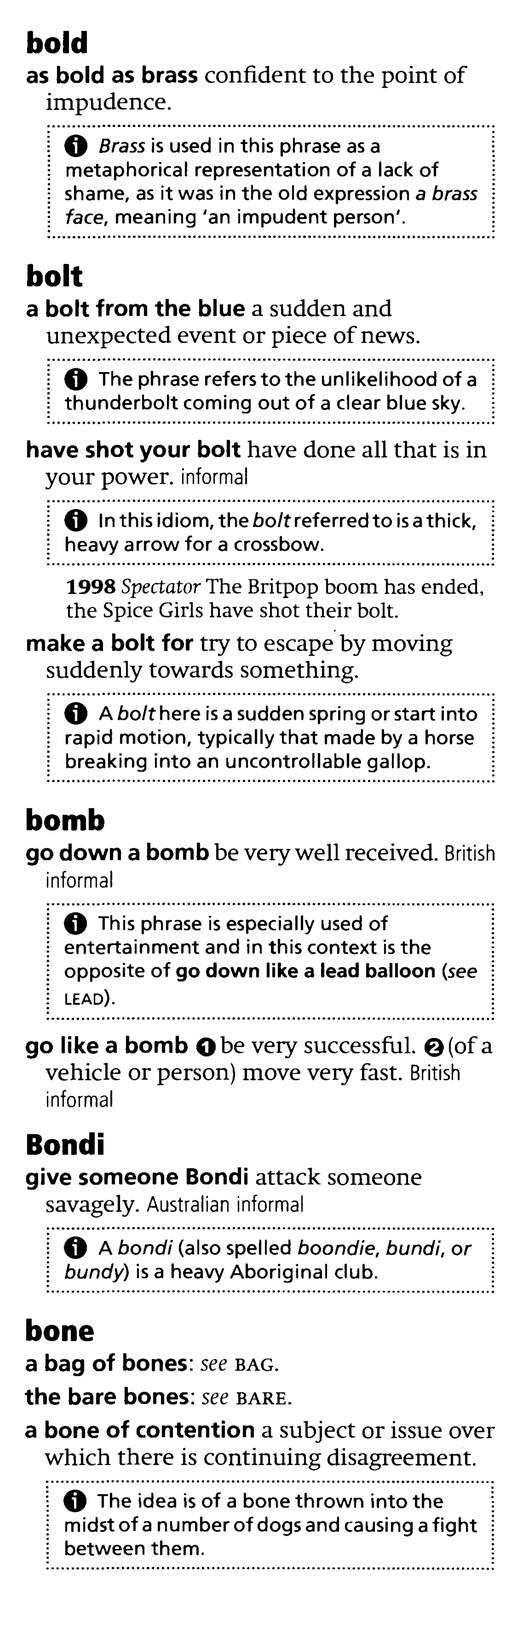 bold
as bold as brass confident to the point of
impudence.
ℹ Brass is used in this phrase as a
metaphorical representation of a lack of
shame, as it was in the old expression a brass
face, meaning 'an impudent person'.
bolt
a bolt from the blue a sudden and
unexpected event or piece of news.
ℹ The phrase refers to the unlikelihood of a
thunderbolt coming out of a clear blue sky.
have shot your bolt have done all that is in
your power. informal
ℹ In this idiom, the bolt referred to is a thick,
heavy arrow for a crossbow.
1998 Spectator The Britpop boom has ended,
the Spice Girls have shot their bolt.
make a bolt for try to escape by moving
suddenly towards something.
ℹ A bolt here is a sudden spring or start into
rapid motion, typically that made by a horse
breaking into an uncontrollable gallop.
bomb
go down a bomb be very well received. British
informal
ℹ This phrase is especially used of
entertainment and in this context is the
opposite of go down like a lead balloon (see
LEAD).
go like a bomb ❶ be very successful. ❷ (of a
vehicle or person) move very fast. British
informal
Bondi
give someone Bondi attack someone
savagely. Australian informal
ℹ A bondi (also spelled boondie, bundi, or
bundy) is a heavy Aboriginal club.
bone
a bag of bones: see BAG.
the bare bones: see BARE.
a bone of contention a subject or issue over
which there is continuing disagreement.
ℹ The idea is of a bone thrown into the
midst of a number of dogs and causing a fight
between them.